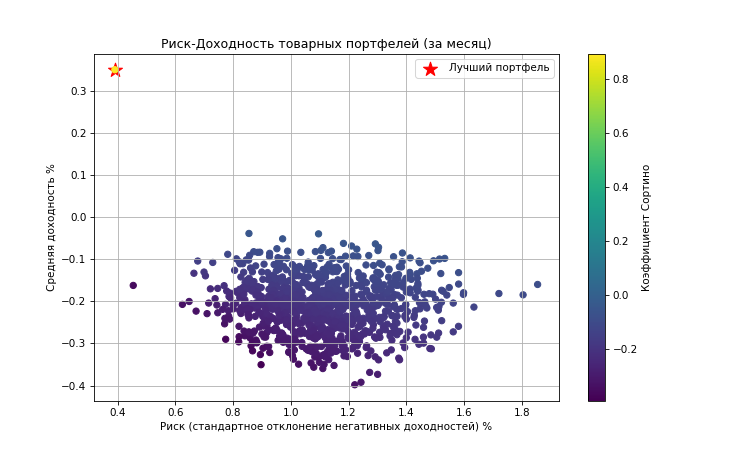 Риск-Доходность товарных портфелей (за месяц)
Лучший портфель
Средняя доходность %
0.3
0.2
0.1
0.0
−0.1
−0.2
−0.3
−0.4
0.4 0.6 0.8 1.0 1.2 1.4 1.6 1.8
Риск (стандартное отклонение негативных доходностей) %
0.8
0.6
0.4
0.2
0.0
−0.2
Коэффициент Сортино